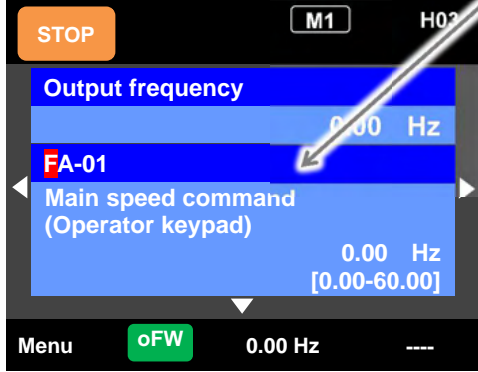 STOP M1 H03
Output frequency
0.00 Hz
FA-01
Main speed command
(Operator keypad)
0.00 Hz
[0.00-60.00]
Menu oFW 0.00 Hz ----